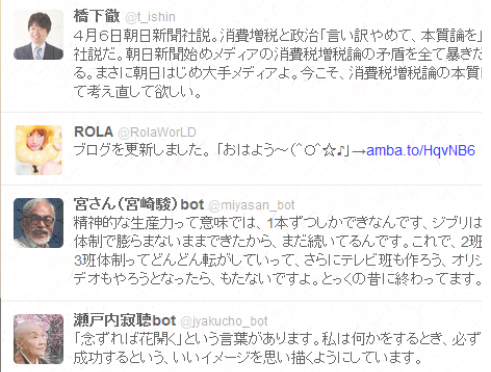 橋下徹 @t_ishin
４月６日朝日新聞社説。消費増税と政治「言い訳やめて、本質論を」
社説だ。朝日新聞始めメディアの消費増税論の矛盾を全て暴きだ
る。まさに朝日はじめ大手メディアよ。今こそ、消費税増税論の本質
て考え直して欲しい。
ROLA @RolaWorLD
ブログを更新しました。 「おはよう～(＾O＾☆♪」→amba.to/HqvNB6
宮さん（宮崎駿）bot @miyasan_bot
精神的な生産力って意味では、1本ずつしかできなんです、ジブリは
体制で膨らまないままできたから、まだ続いてるんです。これで、2班
3班体制ってどんどん転がしていって、さらにテレビ班も作ろう、オリジ
デオもやろうとなったら、もたないですよ。とっくの昔に終わってます。
瀬戸内寂聴bot @jyakucho_bot
「念ずれば花開く」という言葉があります。私は何かをするとき、必ず
成功するという、いいイメージを思い描くようにしています。